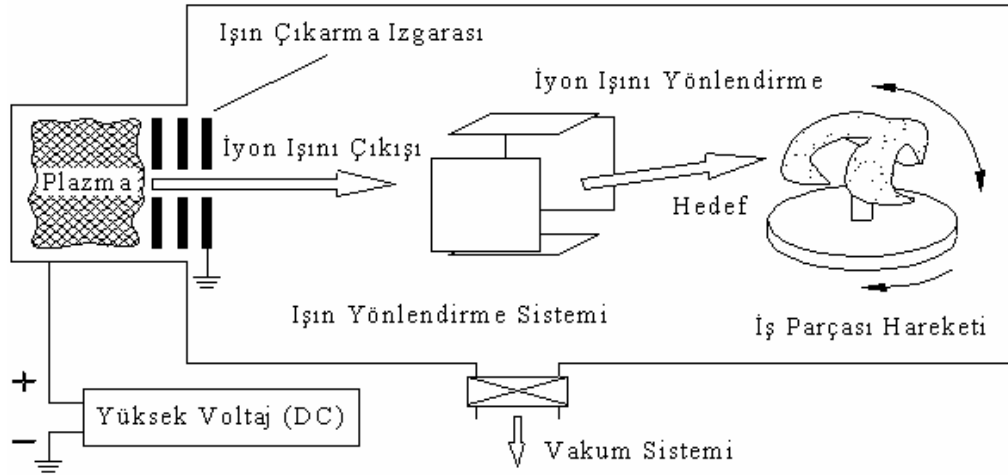 Işın Çıkarma Izgarası
İyon Işını Yönlendirme
İyon Işını Çıkışı
Plazma
Hedef
Işın Yönlendirme Sistemi
İş Parçası Hareketi
+
Yüksek Voltaj (DC)
–
Vakum Sistemi